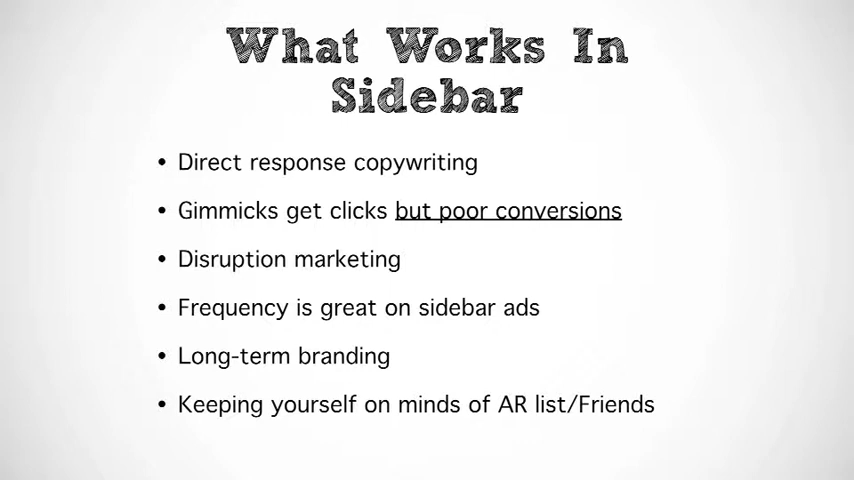 What Works In
Sidebar
• Direct response copywriting
• Gimmicks get clicks but poor conversions
• Disruption marketing
• Frequency is great on sidebar ads
• Long-term branding
• Keeping yourself on minds of AR list/Friends